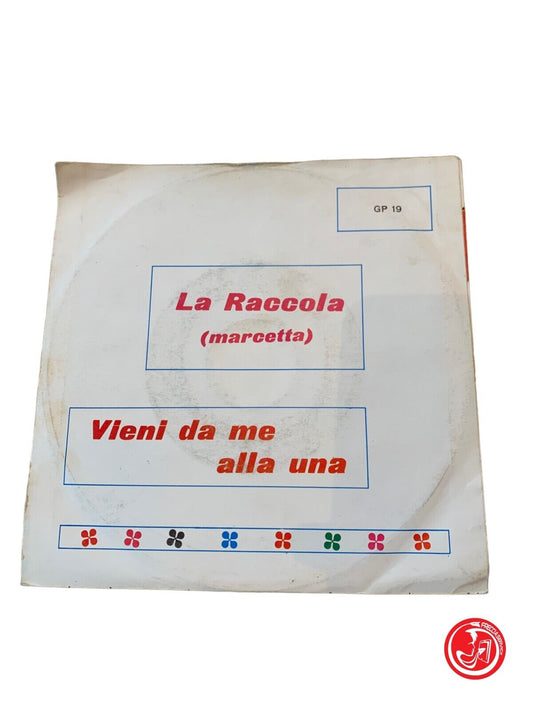 GP 19
La Raccola
(marcetta)
Vieni da me
alla una